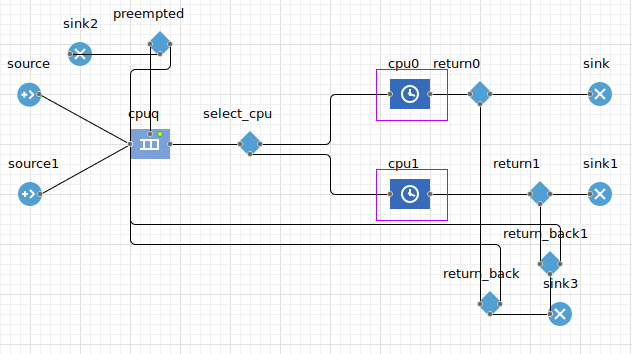 preempted
sink2
source
cpu0
return0
sink
cpuq
select_cpu
source1
cpu1
return1
sink1
return_back1
return_back
sink3